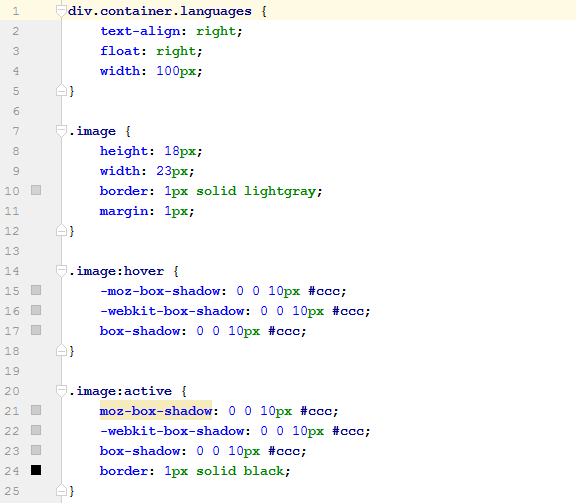 1 div.container.languages {
2 text-align: right;
3 float: right;
4 width: 100px;
5 }
6
7 .image {
8 height: 18px;
9 width: 23px;
10 border: 1px solid lightgray;
11 margin: 1px;
12 }
13
14 .image:hover {
15 -moz-box-shadow: 0 0 10px #ccc;
16 -webkit-box-shadow: 0 0 10px #ccc;
17 box-shadow: 0 0 10px #ccc;
18 }
19
20 .image:active {
21 moz-box-shadow: 0 0 10px #ccc;
22 -webkit-box-shadow: 0 0 10px #ccc;
23 box-shadow: 0 0 10px #ccc;
24 border: 1px solid black;
25 }